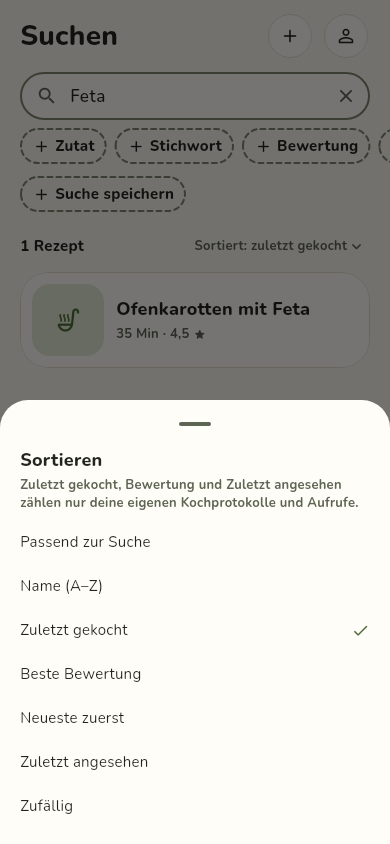 Suchen
Feta
Zutat
Stichwort
Bewertung
Suche speichern
1 Rezept
Sortiert: zuletzt gekocht
Ofenkarotten mit Feta
35 Min · 4,5 ★
Sortieren
Zuletzt gekocht, Bewertung und Zuletzt angesehen
zählen nur deine eigenen Kochprotokolle und Aufrufe.
Passend zur Suche
Name (A–Z)
Zuletzt gekocht
Beste Bewertung
Neueste zuerst
Zuletzt angesehen
Zufällig